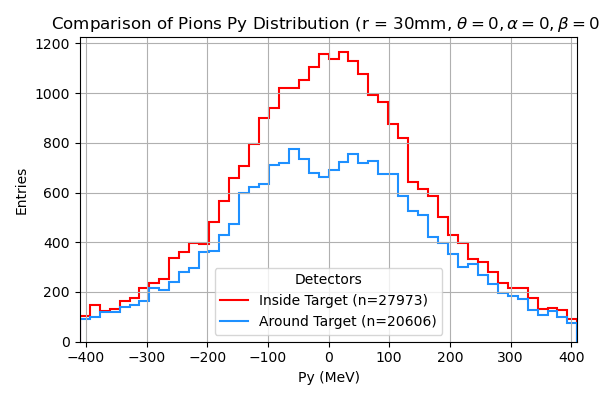 Comparison of Pions Py Distribution (r = 30mm, θ = 0, α = 0, β = 0
Entries
1200
1000
800
600
400
200
0
Detectors
Inside Target (n=27973)
Around Target (n=20606)
−400 −300 −200 −100 0 100 200 300 400
Py (MeV)